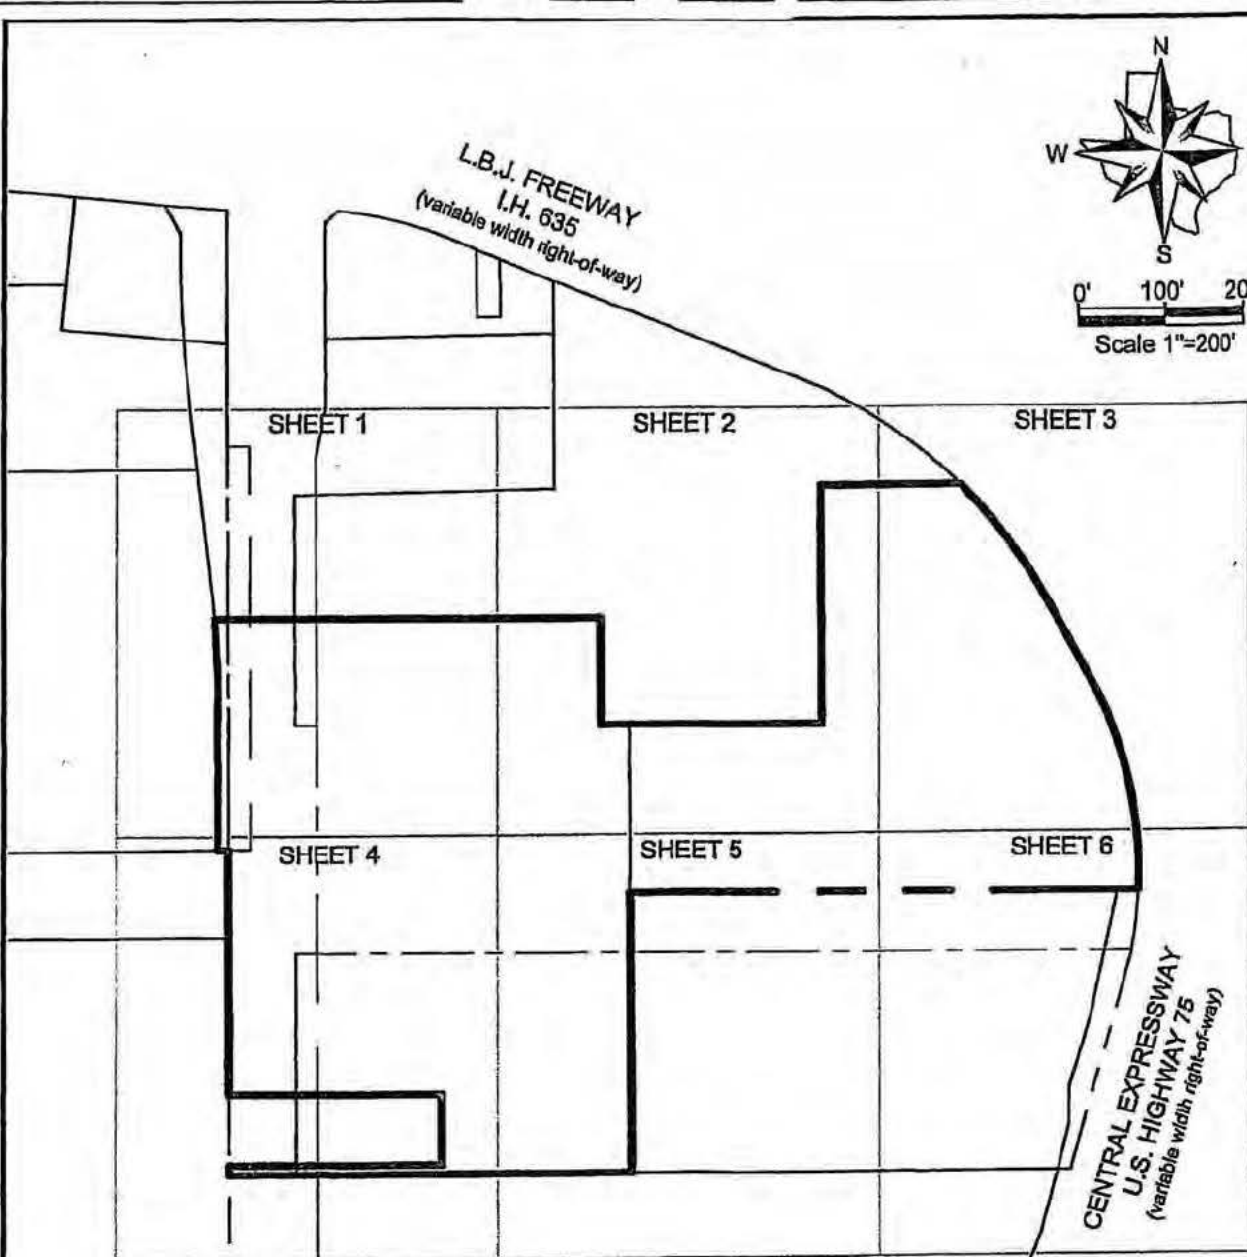 N
W
S
L.B.J. FREEWAY
I.H. 635
(variable width right-of-way)
0' 100' 20
Scale 1"=200'
SHEET 1
SHEET 2
SHEET 3
SHEET 4
SHEET 5
SHEET 6
CENTRAL EXPRESSWAY
U.S. HIGHWAY 75
(variable width right-of-way)